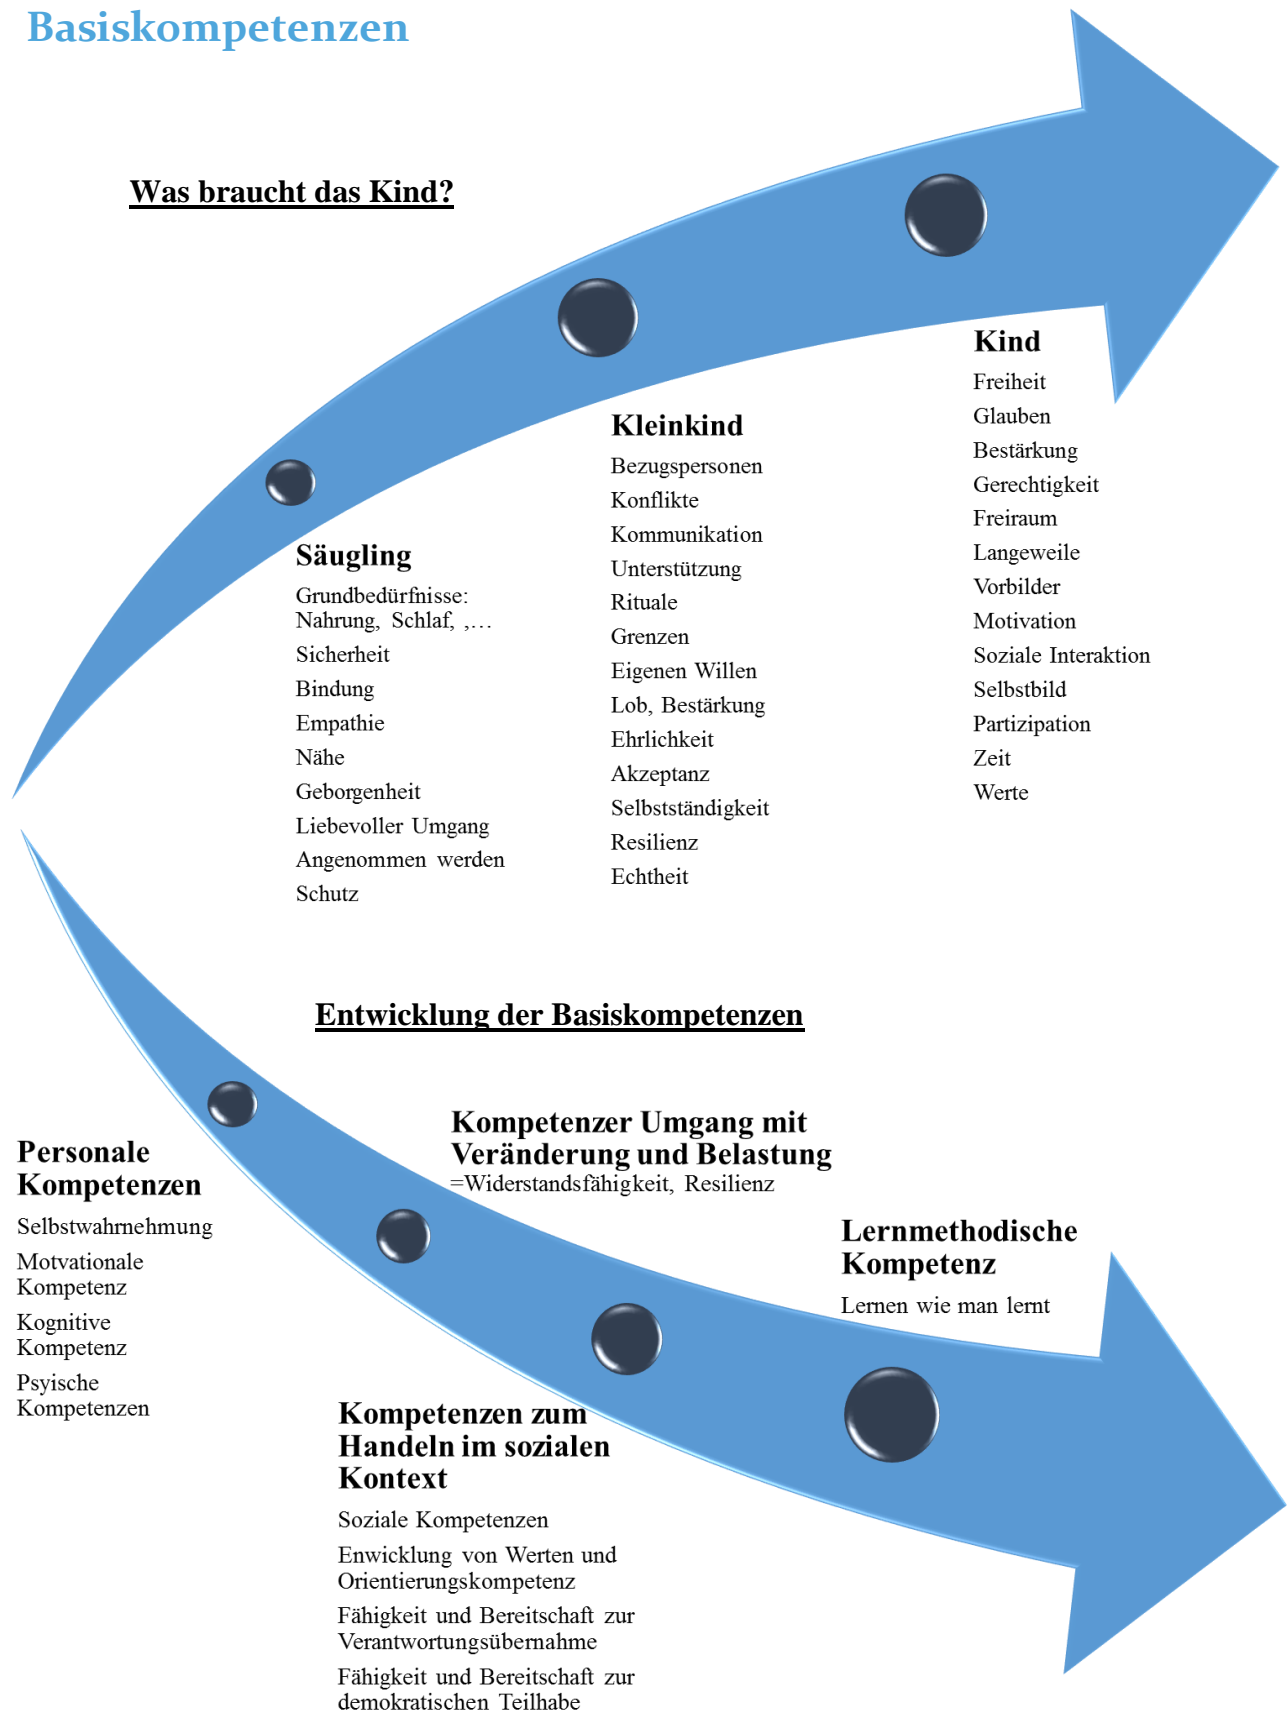 Basiskompetenzen
Was braucht das Kind?
Säugling
Grundbedürfnisse:
Nahrung, Schlaf, ,…
Sicherheit
Bindung
Empathie
Nähe
Geborgenheit
Liebevoller Umgang
Angenommen werden
Schutz
Kleinkind
Bezugspersonen
Konflikte
Kommunikation
Unterstützung
Rituale
Grenzen
Eigenen Willen
Lob, Bestärkung
Ehrlichkeit
Akzeptanz
Selbstständigkeit
Resilienz
Echtheit
Kind
Freiheit
Glauben
Bestärkung
Gerechtigkeit
Freiraum
Langeweile
Vorbilder
Motivation
Soziale Interaktion
Selbstbild
Partizipation
Zeit
Werte
Entwicklung der Basiskompetenzen
Personale
Kompetenzen
Selbstwahrnehmung
Motvationale
Kompetenz
Kognitive
Kompetenz
Psyische
Kompetenzen
Kompetenzen zum
Handeln im sozialen
Kontext
Soziale Kompetenzen
Enwicklung von Werten und
Orientierungskompetenz
Fähigkeit und Bereitschaft zur
Verantwortungsübernahme
Fähigkeit und Bereitschaft zur
demokratischen Teilhabe
Kompetenzer Umgang mit
Veränderung und Belastung
=Widerstandsfähigkeit, Resilienz
Lernmethodische
Kompetenz
Lernen wie man lernt